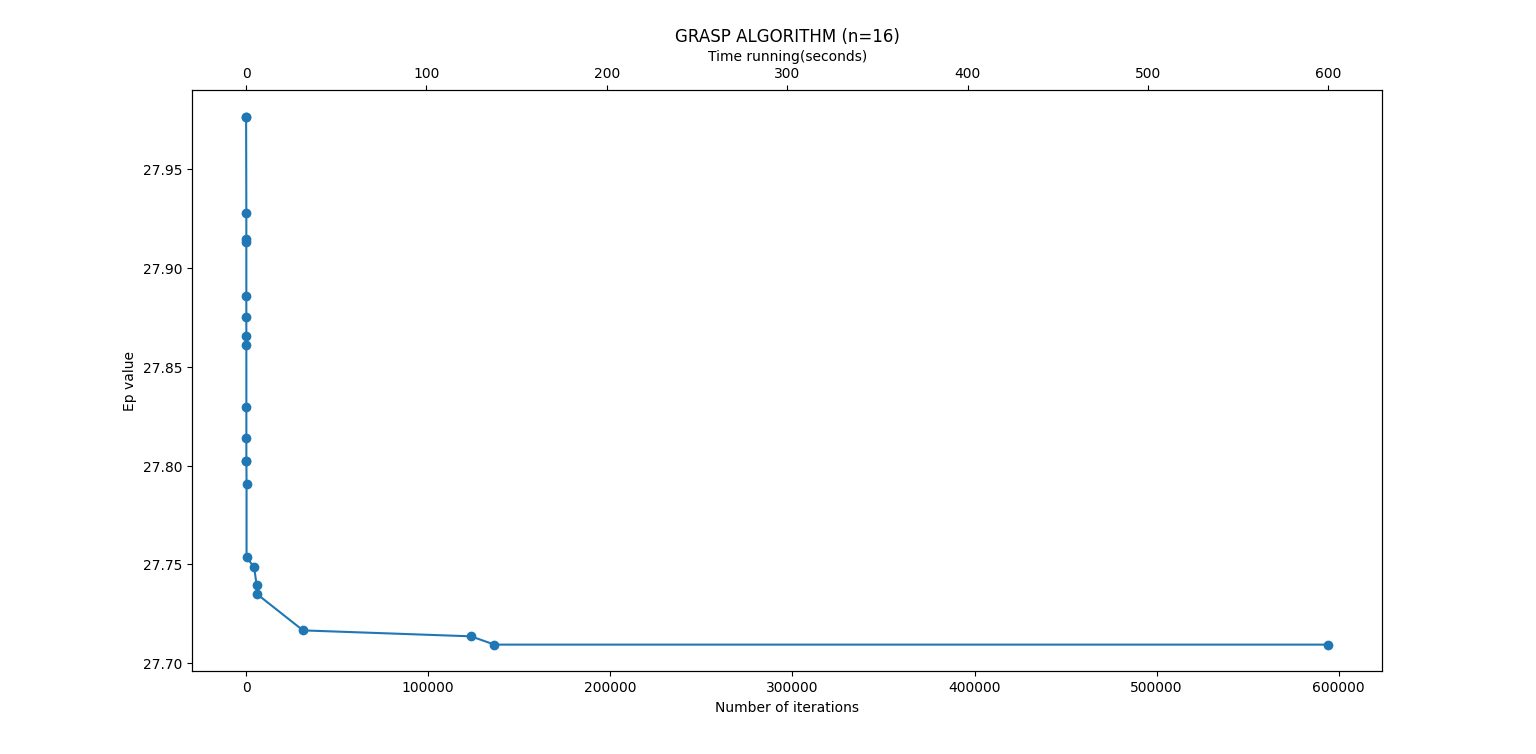 GRASP ALGORITHM (n=16)
Time running(seconds)
0 100 200 300 400 500 600
27.95
27.90
27.85
27.80
27.75
27.70
Ep value
0 100000 200000 300000 400000 500000 600000
Number of iterations